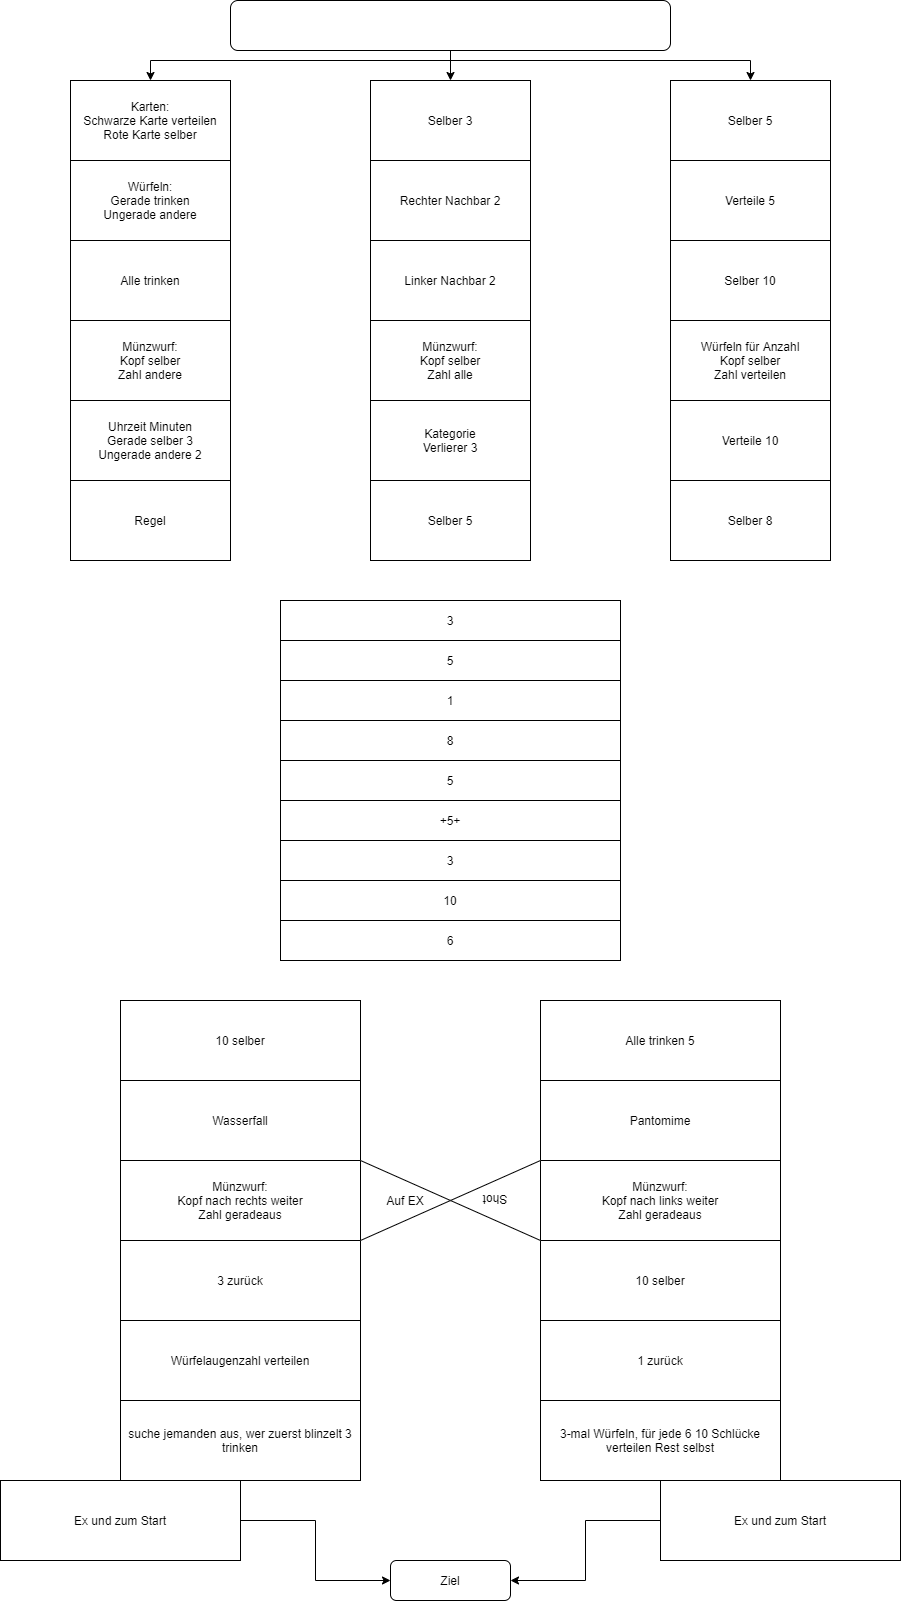 Karten:
Schwarze Karte verteilen
Rote Karte selber
Würfeln:
Gerade trinken
Ungerade andere
Alle trinken
Münzwurf:
Kopf selber
Zahl andere
Uhrzeit Minuten
Gerade selber 3
Ungerade andere 2
Regel
Selber 3
Rechter Nachbar 2
Linker Nachbar 2
Münzwurf:
Kopf selber
Zahl alle
Kategorie
Verlierer 3
Selber 5
Selber 5
Verteile 5
Selber 10
Würfeln für Anzahl
Kopf selber
Zahl verteilen
Verteile 10
Selber 8
3
5
1
8
5
+5+
3
10
6
10 selber
Wasserfall
Münzwurf:
Kopf nach rechts weiter
Zahl geradeaus
3 zurück
Würfelaugenzahl verteilen
suche jemanden aus, wer zuerst blinzelt 3
trinken
Ex und zum Start
Auf EX
Shot
Alle trinken 5
Pantomime
Münzwurf:
Kopf nach links weiter
Zahl geradeaus
10 selber
1 zurück
3-mal Würfeln, für jede 6 10 Schlücke
verteilen Rest selbst
Ex und zum Start
Ziel